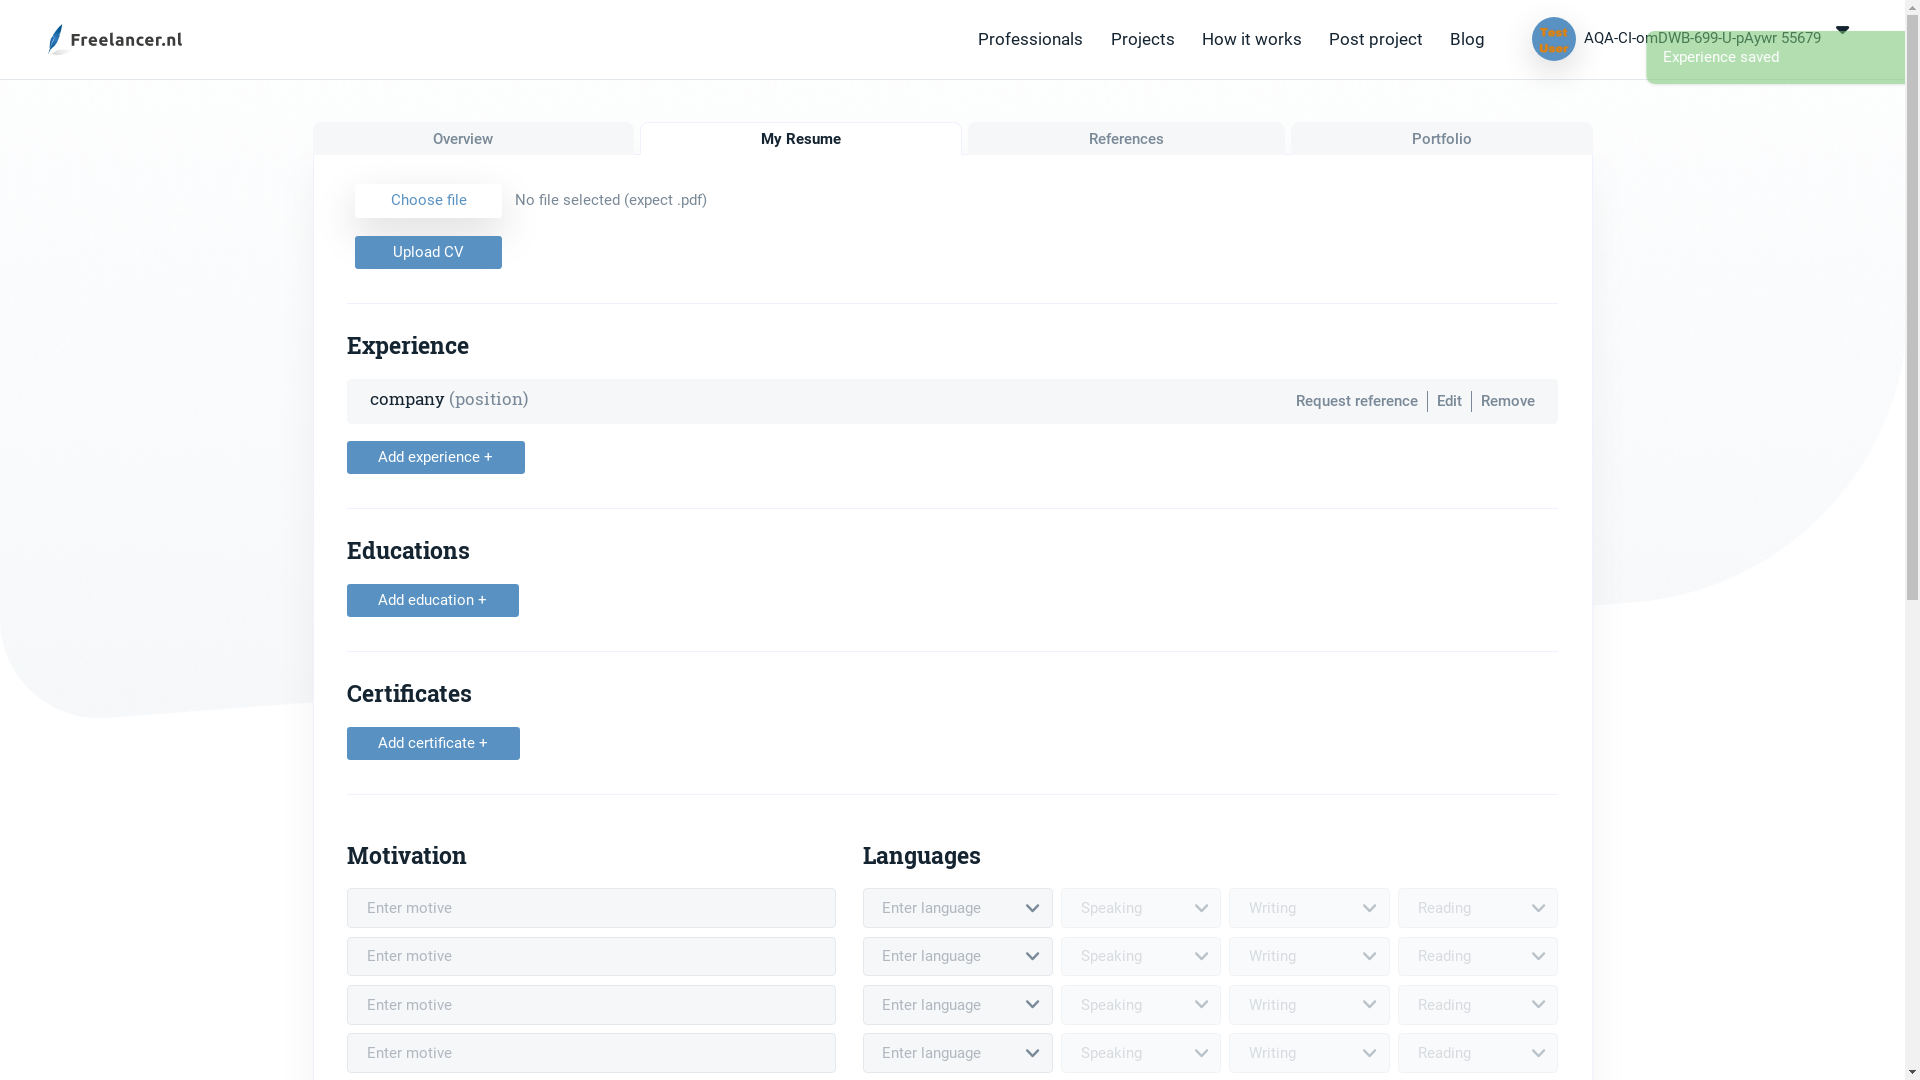 Freelancer.nl
Professionals Projects How it works Post project Blog
Test
User
AQA-CI-omDWB-699-U-pAywr 55679
Experience saved
Overview My Resume References Portfolio
Choose file No file selected (expect .pdf)
Upload CV
Experience
company (position) Request reference Edit Remove
Add experience +
Educations
Add education +
Certificates
Add certificate +
Motivation Languages
Enter motive Enter language Speaking Writing Reading
Enter motive Enter language Speaking Writing Reading
Enter motive Enter language Speaking Writing Reading
Enter motive Enter language Speaking Writing Reading